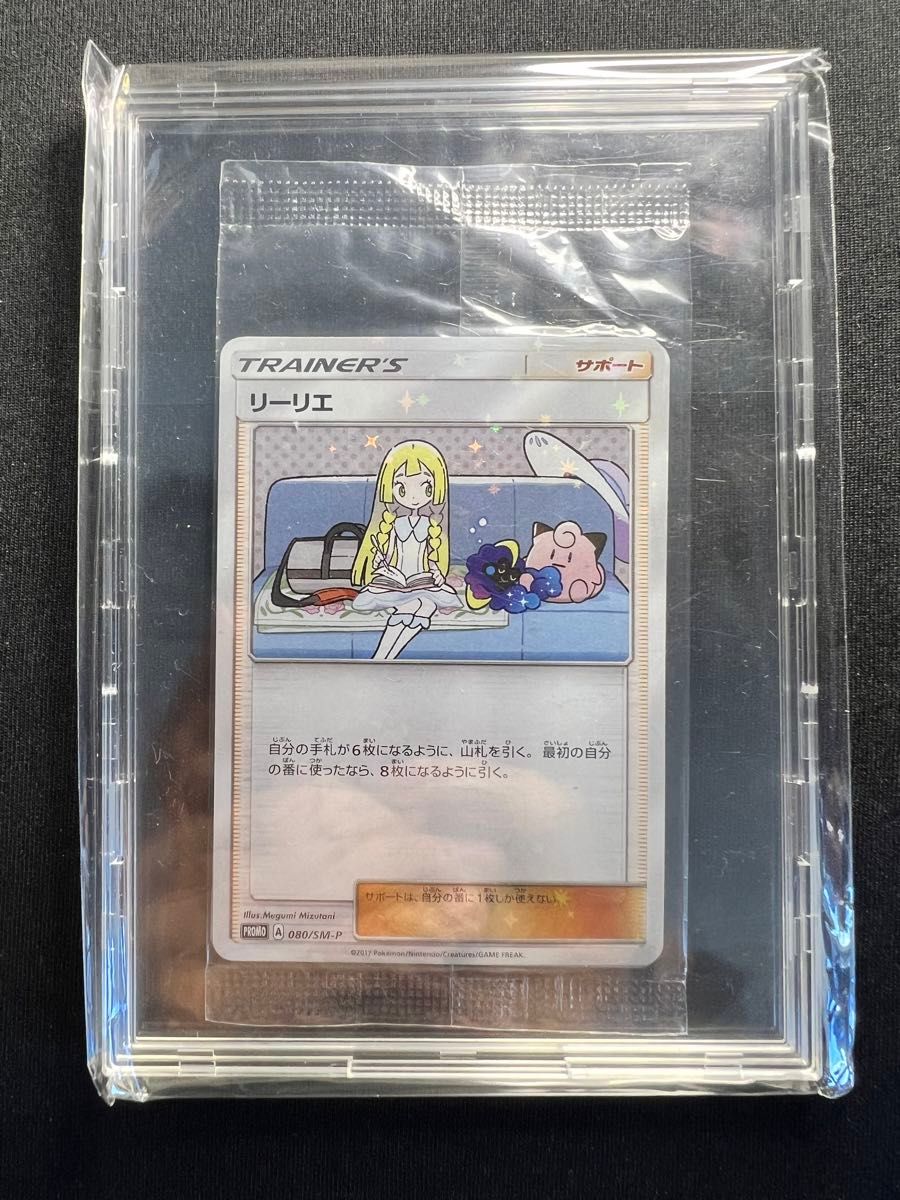 TRAINER'S
サポート
リーリエ
自分の手札が6枚になるように、山札を引く。最初の自分
の番に使ったなら、8枚になるように引く。
サポートは、自分の番に1枚しか使えない。
Illus.Megumi Mizutani
PROMO A 080/SM-P
©2017 Pokémon/Nintendo/Creatures/GAME FREAK.